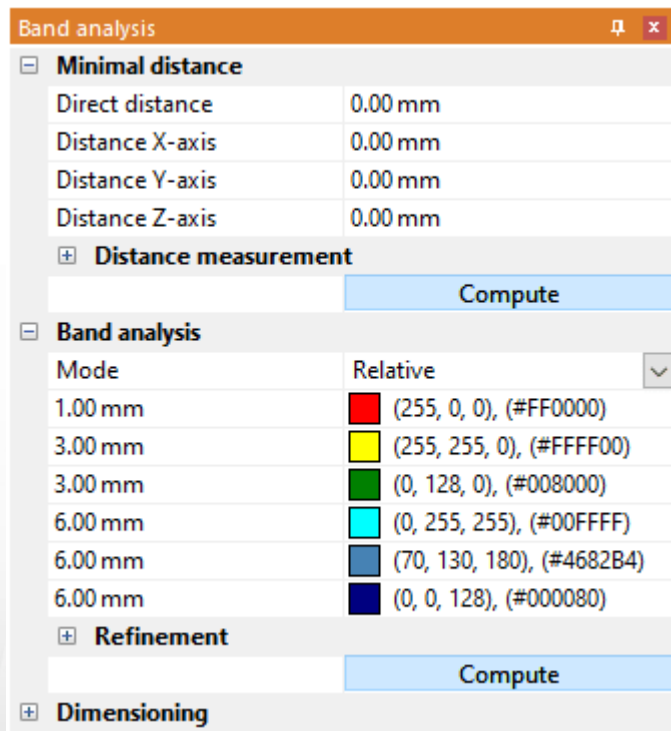 Band analysis
Minimal distance
Direct distance 0.00 mm
Distance X-axis 0.00 mm
Distance Y-axis 0.00 mm
Distance Z-axis 0.00 mm
Distance measurement
Compute
Band analysis
Mode Relative
1.00 mm (255, 0, 0), (#FF0000)
3.00 mm (255, 255, 0), (#FFFF00)
3.00 mm (0, 128, 0), (#008000)
6.00 mm (0, 255, 255), (#00FFFF)
6.00 mm (70, 130, 180), (#4682B4)
6.00 mm (0, 0, 128), (#000080)
Refinement
Compute
Dimensioning